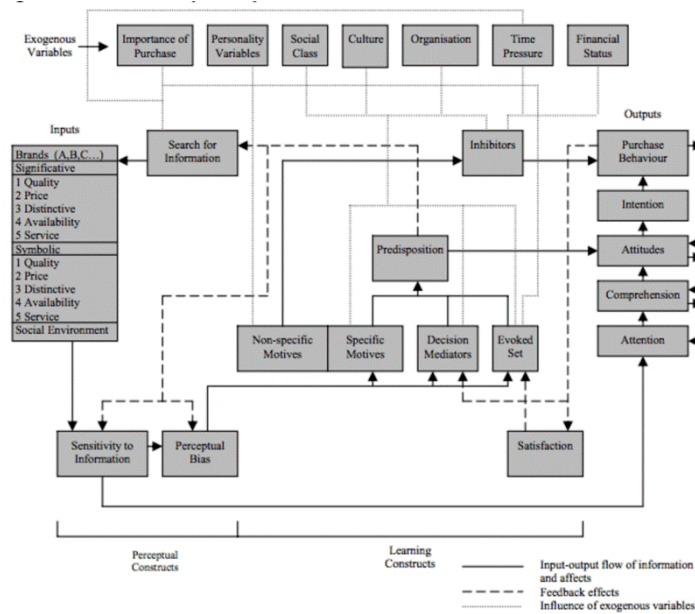 Exogenous
Variables
Importance of
Purchase
Personality
Variables
Social
Class
Culture
Organisation
Time
Pressure
Financial
Status
Inputs
Outputs
Brands (A,B,C...)
Significative
1 Quality
2 Price
3 Distinctive
4 Availability
5 Service
Symbolic
1 Quality
2 Price
3 Distinctive
4 Availability
5 Service
Social Environment
Search for
Information
Inhibitors
Purchase
Behaviour
Intention
Predisposition
Attitudes
Comprehension
Attention
Non-specific
Motives
Specific
Motives
Decision
Mediators
Evoked
Set
Sensitivity to
Information
Perceptual
Bias
Satisfaction
Perceptual
Constructs
Learning
Constructs
Input-output flow of information
and affects
Feedback effects
Influence of exogenous variables